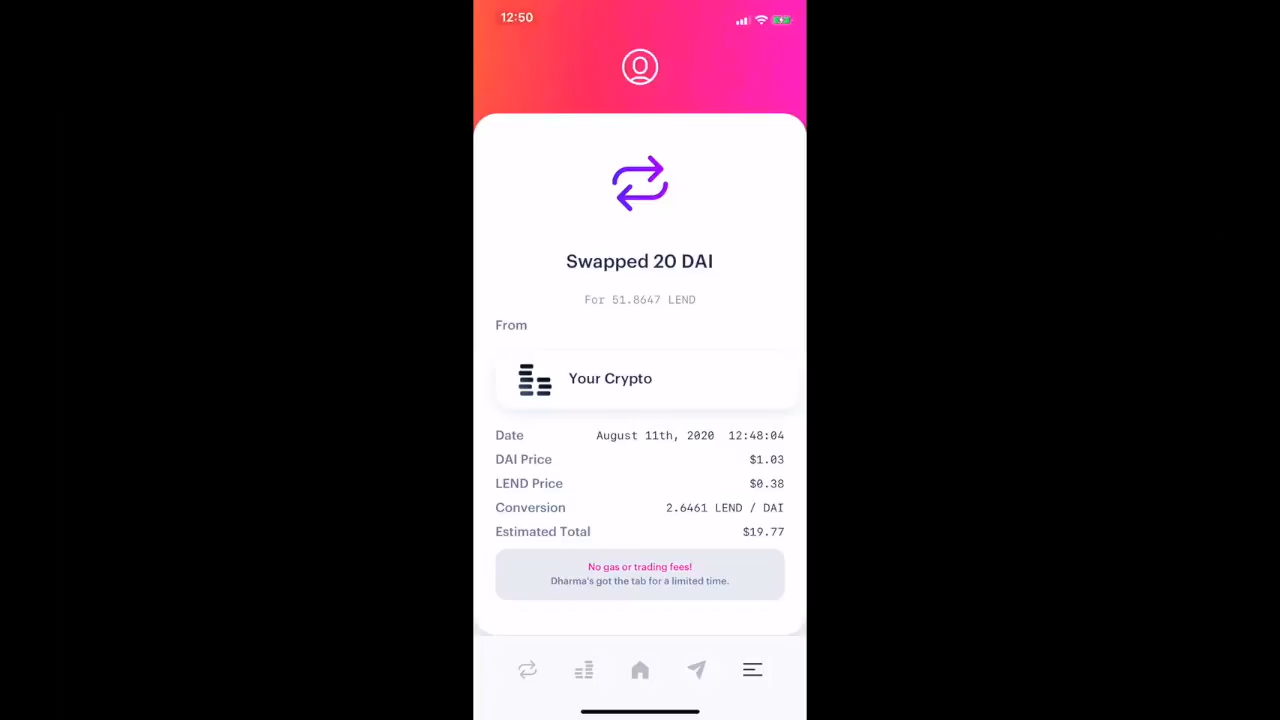 12:50
Swapped 20 DAI
For 51.8647 LEND
From
Your Crypto
Date August 11th, 2020 12:48:04
DAI Price $1.03
LEND Price $0.38
Conversion 2.6461 LEND / DAI
Estimated Total $19.77
No gas or trading fees!
Dharma's got the tab for a limited time.